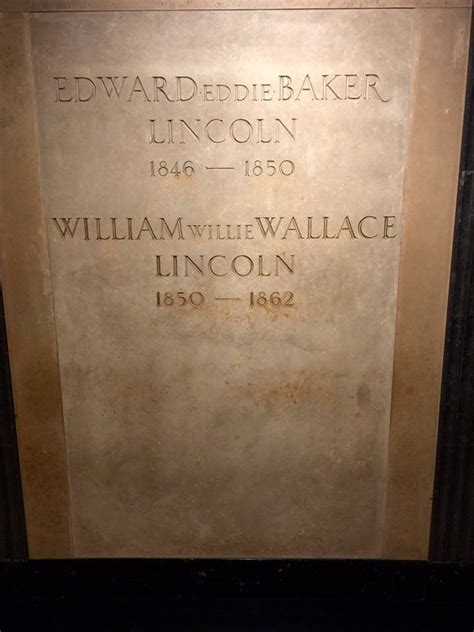 EDWARD·EDDIE·BAKER
LINCOLN
1846 — 1850
WILLIAM WILLIE WALLACE
LINCOLN
1850 — 1862